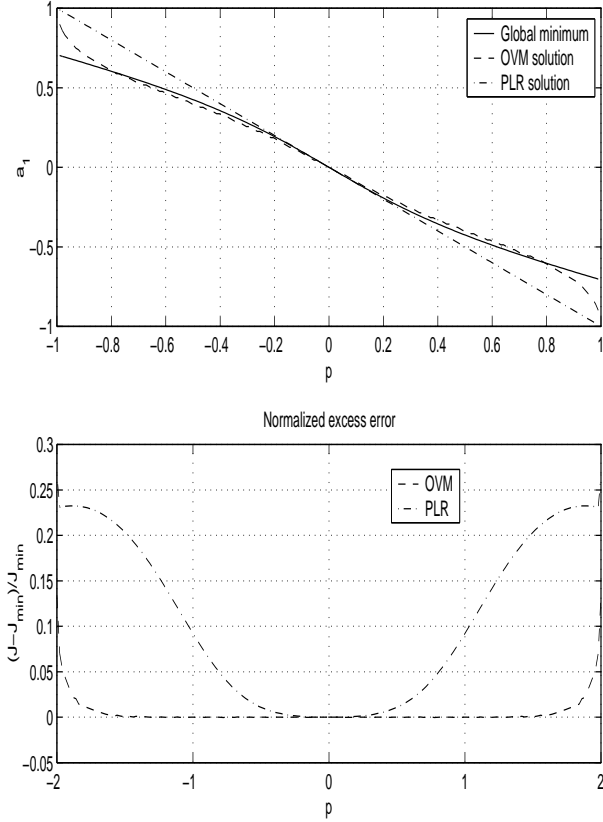 1
0.5
0
−0.5
−1
a1
−1
−0.8
−0.6
−0.4
−0.2
0
0.2
0.4
0.6
0.8
1
p
Global minimum
OVM solution
PLR solution
Normalized excess error
0.3
0.25
0.2
0.15
0.1
0.05
0
−0.05
(J−Jmin)/Jmin
−2
−1
0
1
2
p
OVM
PLR